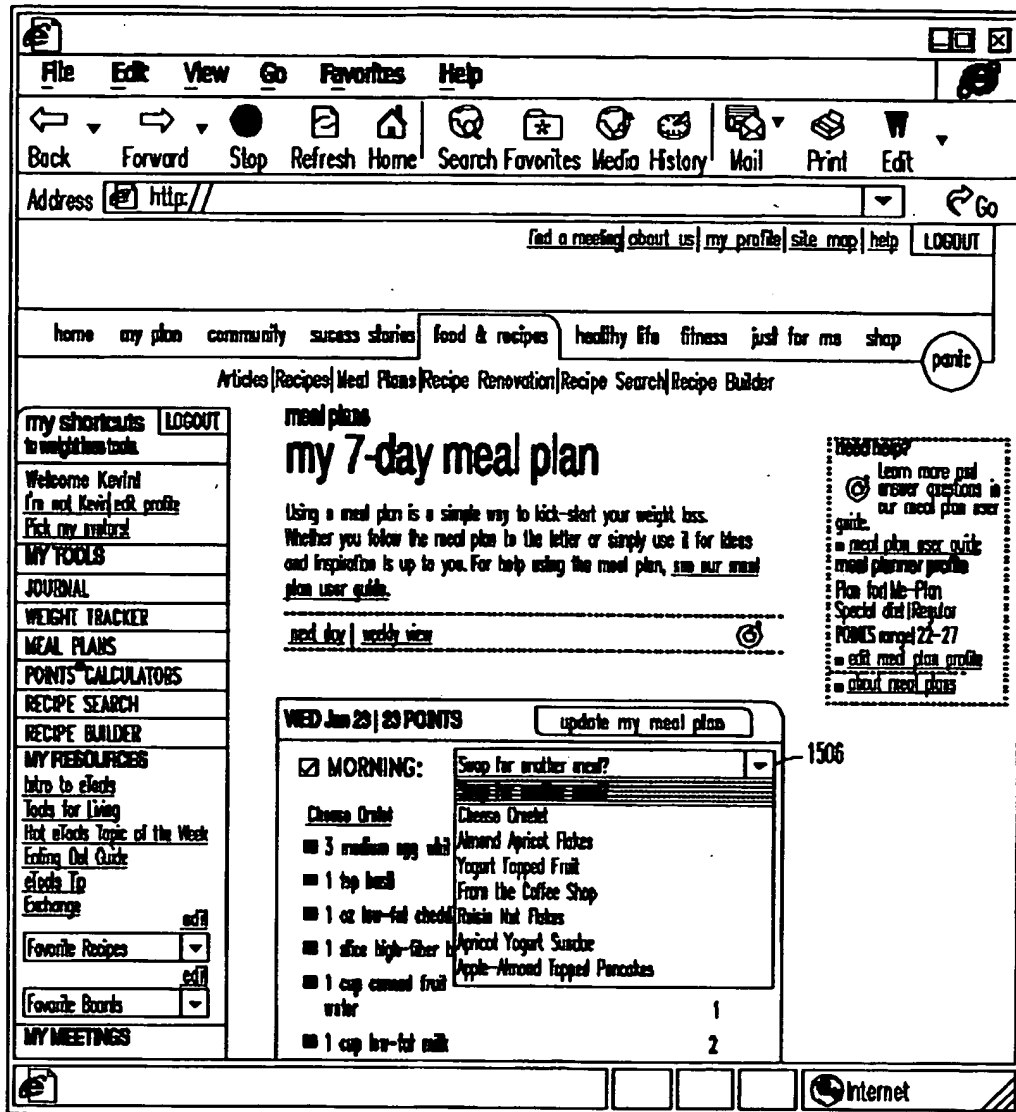 File Edit View Go Favorites Help
Back Forward Stop Refresh Home Search Favorites Media History Mail Print Edit
Address http:// Go
find a meeting| about us| my profile| site map| help LOGOUT
home my plan community sucess stories food & recipes healthy life fitness just for me shop
panic
Articles|Recipes|Meal Plans|Recipe Renovation|Recipe Search|Recipe Builder
my shortcuts LOGOUT
to weight loss tools.
Welcome Kevin!
I'm not Kevin|edit profile
Pick my avatars!
MY TOOLS
JOURNAL
WEIGHT TRACKER
MEAL PLANS
POINTS CALCULATORS
RECIPE SEARCH
RECIPE BUILDER
MY RESOURCES
Intro to eTools
Tools for Living
Hot eTools Topic of the Week
Eating Out Guide
eTools Tip
Exchange
edit
Favorite Recipes
edit
Favorite Boards
MY MEETINGS
meal plans
my 7-day meal plan
Using a meal plan is a simple way to kick-start your weight loss.
Whether you follow the meal plan to the letter or simply use it for ideas
and inspiration is up to you. For help using the meal plan, see our meal
plan user guide.
next day | weekly view
WED Jan 23 | 23 POINTS update my meal plan
MORNING: Swap for another meal?
1506
Swap for another meal?
Cheese Omelet
Almond Apricot Flakes
Yogurt Topped Fruit
From the Coffee Shop
Raisin Nut Flakes
Apricot Yogurt Sundae
Apple-Almond Topped Pancakes
Cheese Omelet
3 medium egg whit
1 tsp basil
1 oz low-fat chedd
1 slice high-fiber b
1 cup canned fruit
water 1
1 cup low-fat milk 2
need help?
Learn more and
answer questions in
our meal plan user
guide.
meal plan user guide
meal planner profile
Plan for| Me-Plan
Special diet|Regular
POINTS range| 22-27
edit meal plan profile
about meal plans
Internet